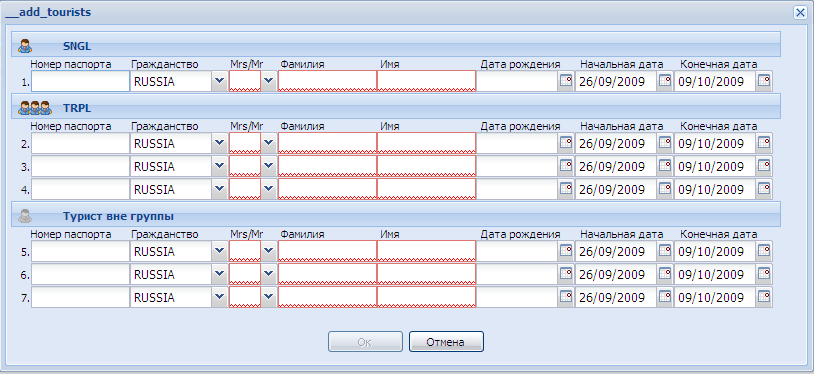 __add_tourists
SNGL
Номер паспорта Гражданство Mrs/Mr Фамилия Имя Дата рождения Начальная дата Конечная дата
1. RUSSIA 26/09/2009 09/10/2009
TRPL
Номер паспорта Гражданство Mrs/Mr Фамилия Имя Дата рождения Начальная дата Конечная дата
2. RUSSIA 26/09/2009 09/10/2009
3. RUSSIA 26/09/2009 09/10/2009
4. RUSSIA 26/09/2009 09/10/2009
Турист вне группы
Номер паспорта Гражданство Mrs/Mr Фамилия Имя Дата рождения Начальная дата Конечная дата
5. RUSSIA 26/09/2009 09/10/2009
6. RUSSIA 26/09/2009 09/10/2009
7. RUSSIA 26/09/2009 09/10/2009
Ок Отмена